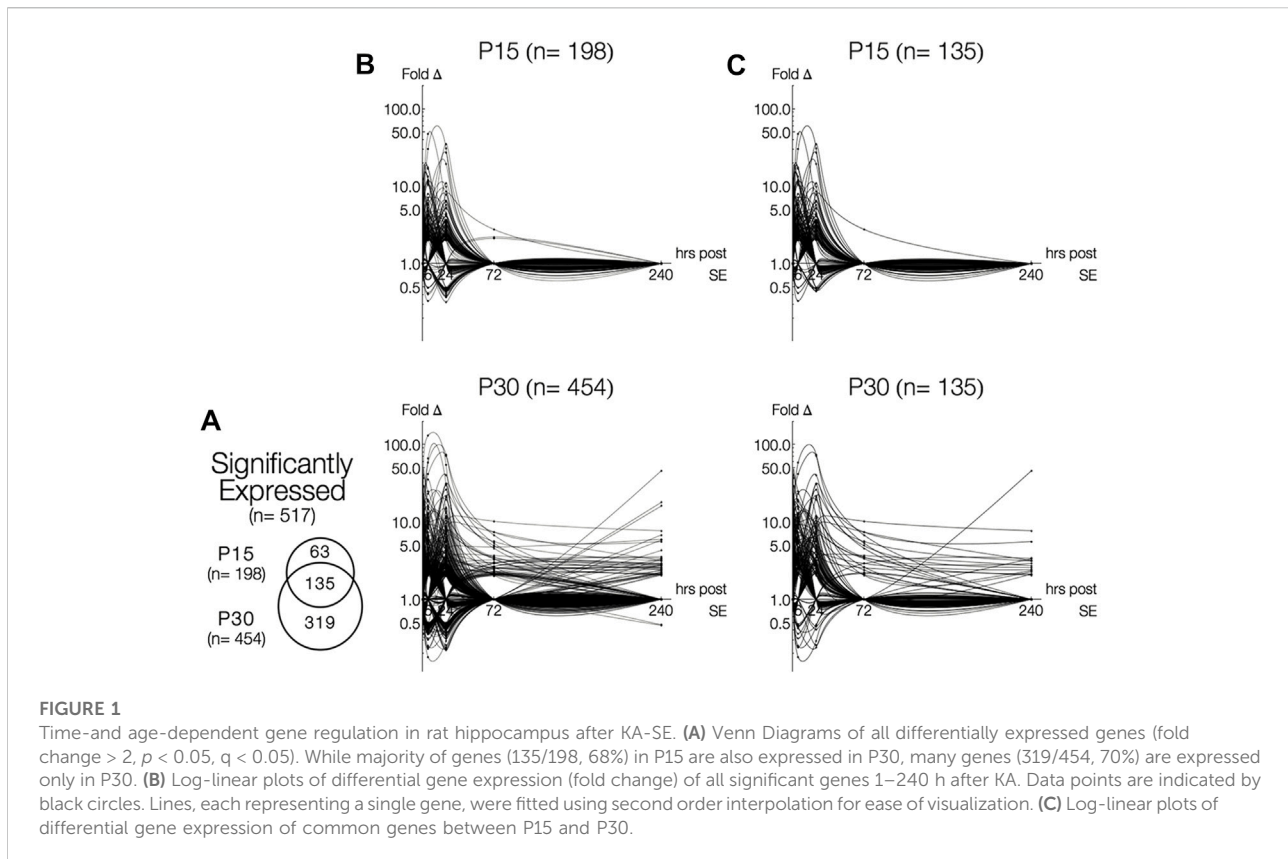 B
P15 (n= 198)
Fold Δ
100.0
50.0
10.0
5.0
1.0
0.5
24
72
240
hrs post
SE
C
P15 (n= 135)
Fold Δ
100.0
50.0
10.0
5.0
1.0
0.5
24
72
240
hrs post
SE
A
Significantly
Expressed
(n= 517)
P15
(n= 198)
63
135
P30
(n= 454)
319
P30 (n= 454)
Fold Δ
100.0
50.0
10.0
5.0
1.0
0.5
24
72
240
hrs post
SE
P30 (n= 135)
Fold Δ
100.0
50.0
10.0
5.0
1.0
0.5
24
72
240
hrs post
SE
FIGURE 1
Time-and age-dependent gene regulation in rat hippocampus after KA-SE. (A) Venn Diagrams of all differentially expressed genes (fold
change > 2, p < 0.05, q < 0.05). While majority of genes (135/198, 68%) in P15 are also expressed in P30, many genes (319/454, 70%) are expressed
only in P30. (B) Log-linear plots of differential gene expression (fold change) of all significant genes 1–240 h after KA. Data points are indicated by
black circles. Lines, each representing a single gene, were fitted using second order interpolation for ease of visualization. (C) Log-linear plots of
differential gene expression of common genes between P15 and P30.